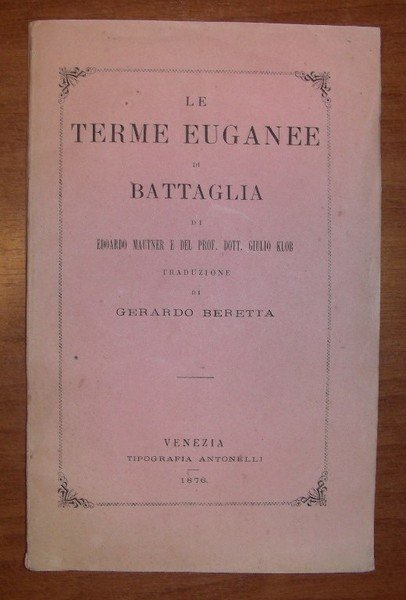 LE
TERME EUGANEE
DI
BATTAGLIA
DI
EDOARDO MAUTNER E DEL PROF. DOTT. GIULIO KLOB
TRADUZIONE
DI
GERARDO BERETTA
VENEZIA
TIPOGRAFIA ANTONELLI
1876.